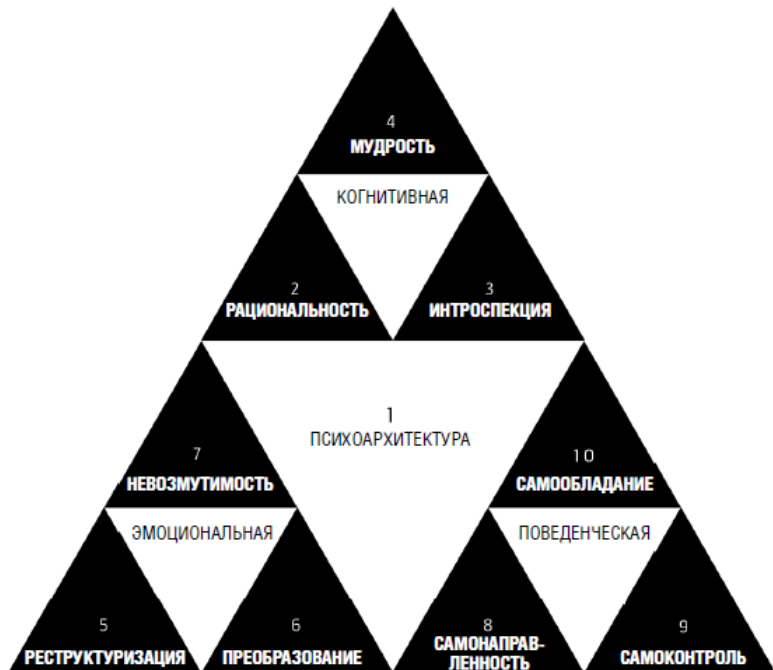 4
МУДРОСТЬ
КОГНИТИВНАЯ
2
РАЦИОНАЛЬНОСТЬ
3
ИНТРОСПЕКЦИЯ
1
ПСИХОАРХИТЕКТУРА
7
НЕВОЗМУТИМОСТЬ
10
САМООБЛАДАНИЕ
ЭМОЦИОНАЛЬНАЯ
ПОВЕДЕНЧЕСКАЯ
5
РЕСТРУКТУРИЗАЦИЯ
6
ПРЕОБРАЗОВАНИЕ
8
САМОНАПРАВ-
ЛЕННОСТЬ
9
САМОКОНТРОЛЬ